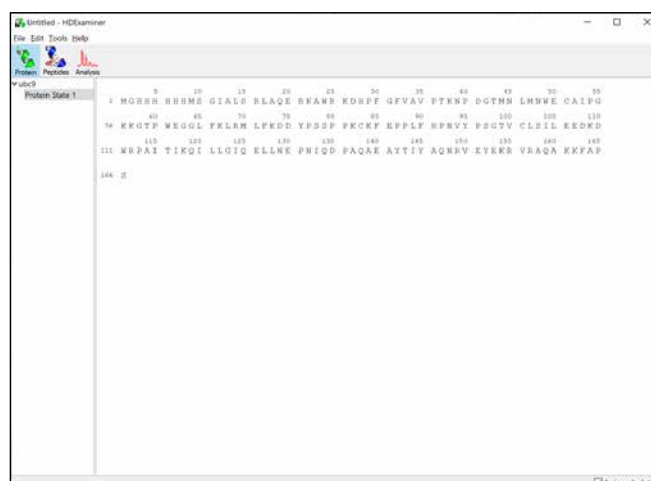 Untitled - HDExaminer
File Edit Tools Help
Protein Peptides Analysis
ubc9
Protein State 1
5 10 15 20 25 30 35 40 45 50 55
1 MGHHH HHHMS GIALS RLAQE RKAWR KDHPF GFVAV PTKNP DGTMN LMNWE CAIPG
60 65 70 75 80 85 90 95 100 105 110
56 KKGTP WEGGL FKLRM LFKDD YPSSP PKCKF EPPLF HPNVY PSGTV CLSIL EEDKD
115 120 125 130 135 140 145 150 155 160 165
111 WRPAI TIKQI LLGIQ ELLNE PNIQD PAQAE AYTIY AQNRV EYEKR VRAQA KKFAP
166 S